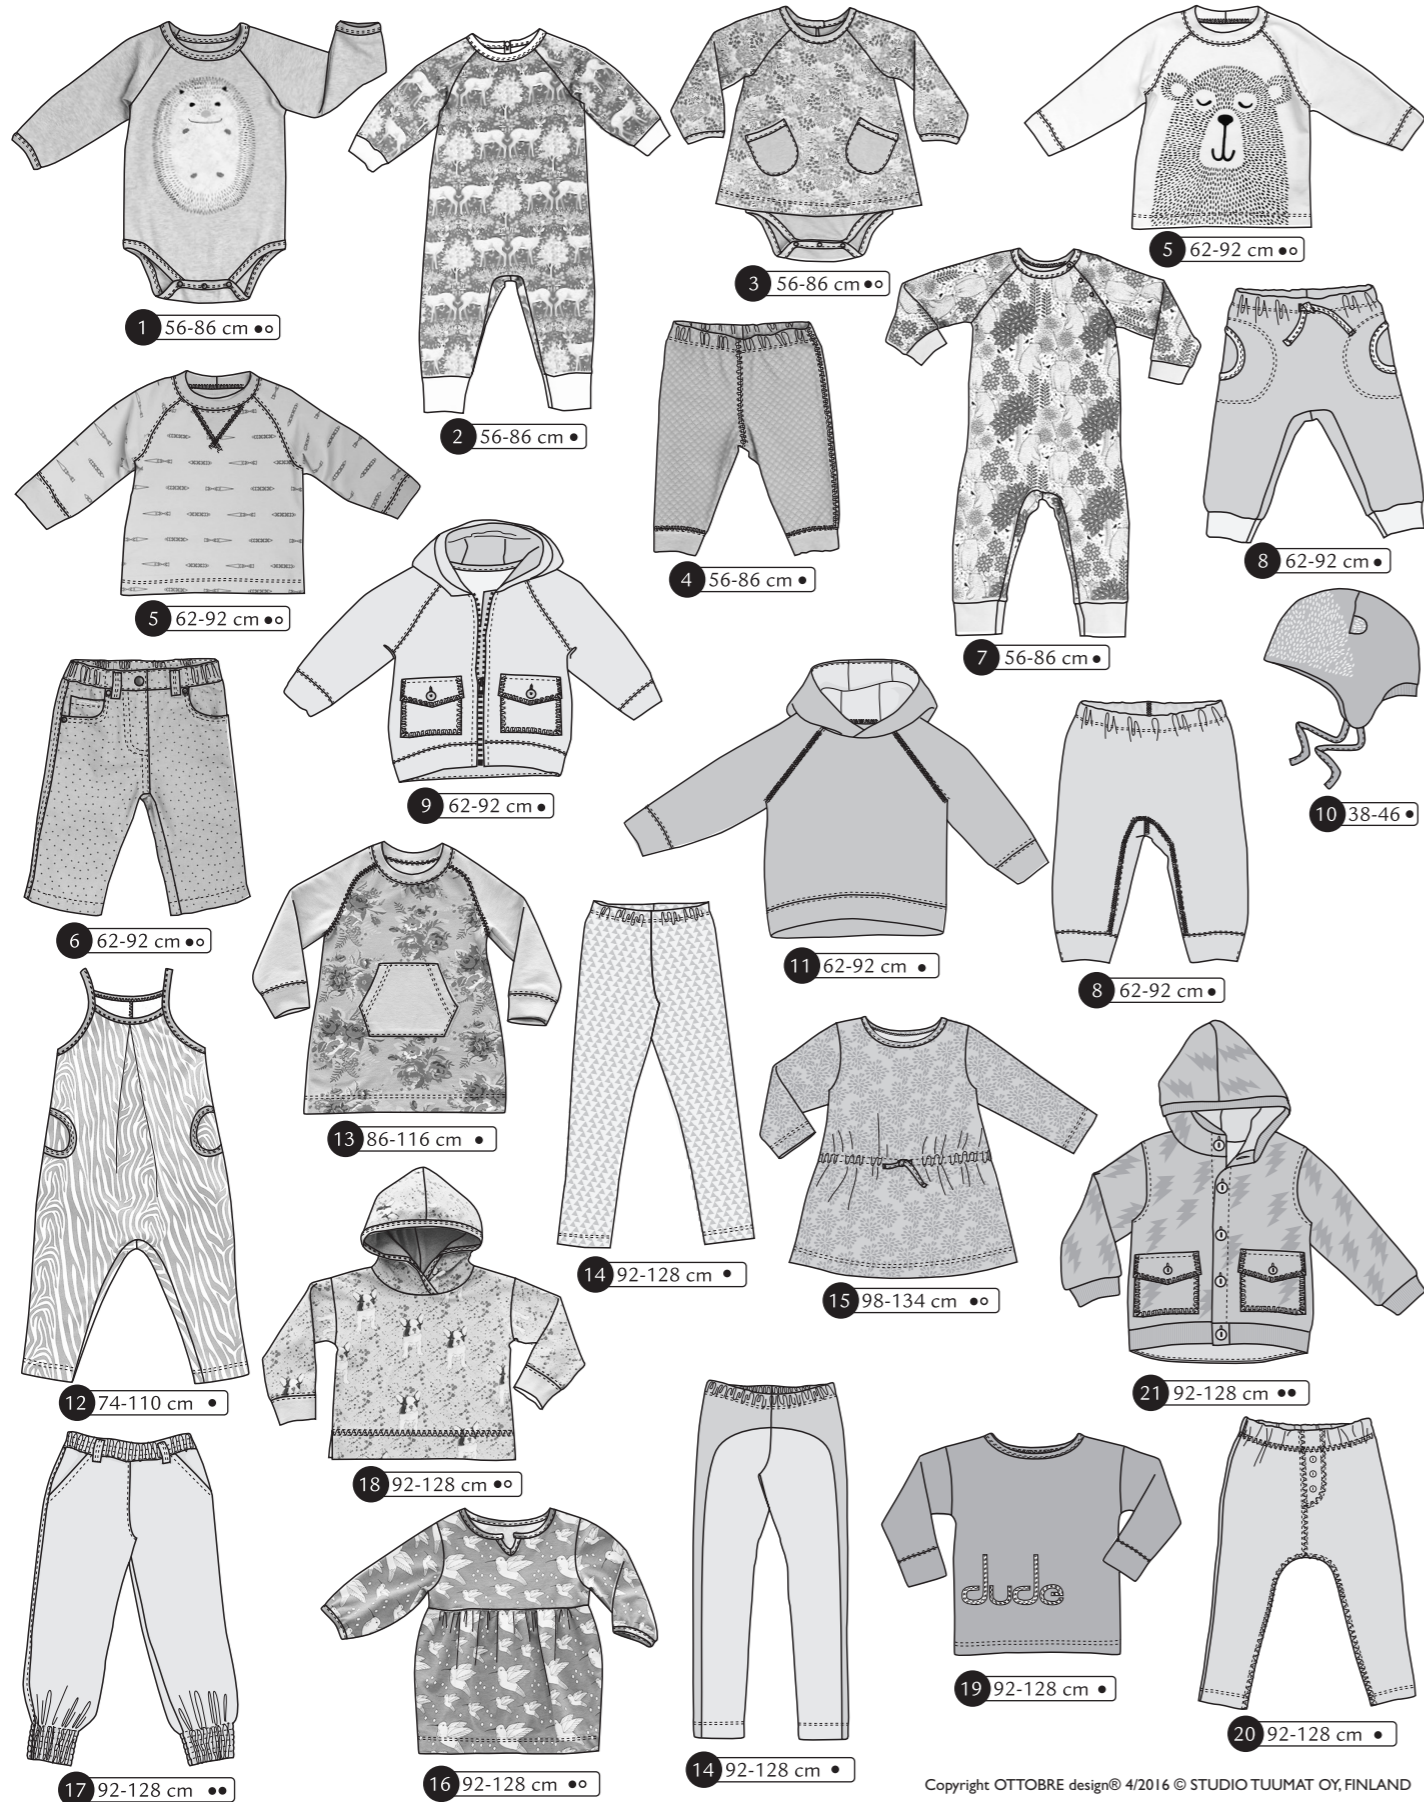 1 56-86 cm ●○
2 56-86 cm ●
3 56-86 cm ●○
5 62-92 cm ●○
4 56-86 cm ●
8 62-92 cm ●
5 62-92 cm ●○
7 56-86 cm ●
9 62-92 cm ●
10 38-46 ●
6 62-92 cm ●○
11 62-92 cm ●
8 62-92 cm ●
13 86-116 cm ●
14 92-128 cm ●
15 98-134 cm ●○
12 74-110 cm ●
21 92-128 cm ●●
18 92-128 cm ●○
dude
19 92-128 cm ●
20 92-128 cm ●
17 92-128 cm ●●
16 92-128 cm ●○
14 92-128 cm ●
Copyright OTTOBRE design® 4/2016 © STUDIO TUUMAT OY, FINLAND